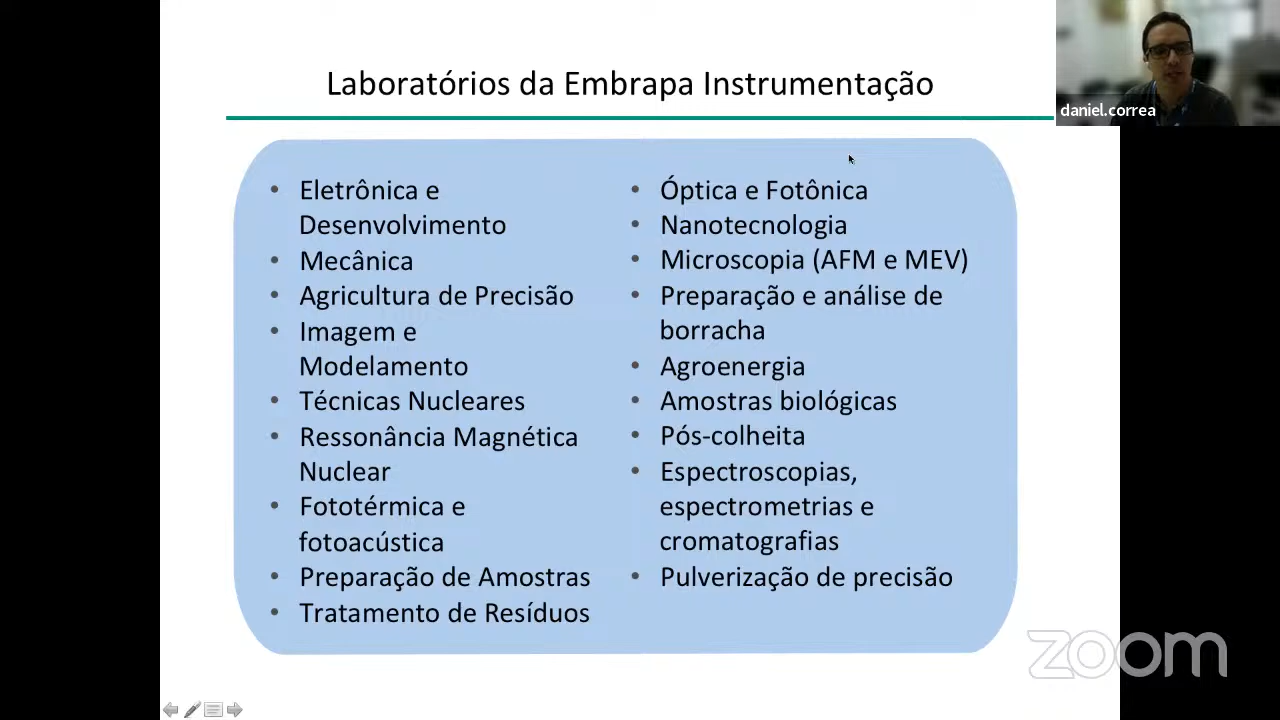 Laboratórios da Embrapa Instrumentação
daniel.correa
• Eletrônica e
Desenvolvimento
• Mecânica
• Agricultura de Precisão
• Imagem e
Modelamento
• Técnicas Nucleares
• Ressonância Magnética
Nuclear
• Fototérmica e
fotoacústica
• Preparação de Amostras
• Tratamento de Resíduos
• Óptica e Fotônica
• Nanotecnologia
• Microscopia (AFM e MEV)
• Preparação e análise de
borracha
• Agroenergia
• Amostras biológicas
• Pós-colheita
• Espectroscopias,
espectrometrias e
cromatografias
• Pulverização de precisão
zoom